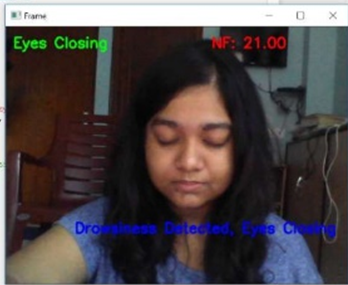 Frame
Eyes Closing
NF: 21.00
Drowsiness Detected, Eyes Closing